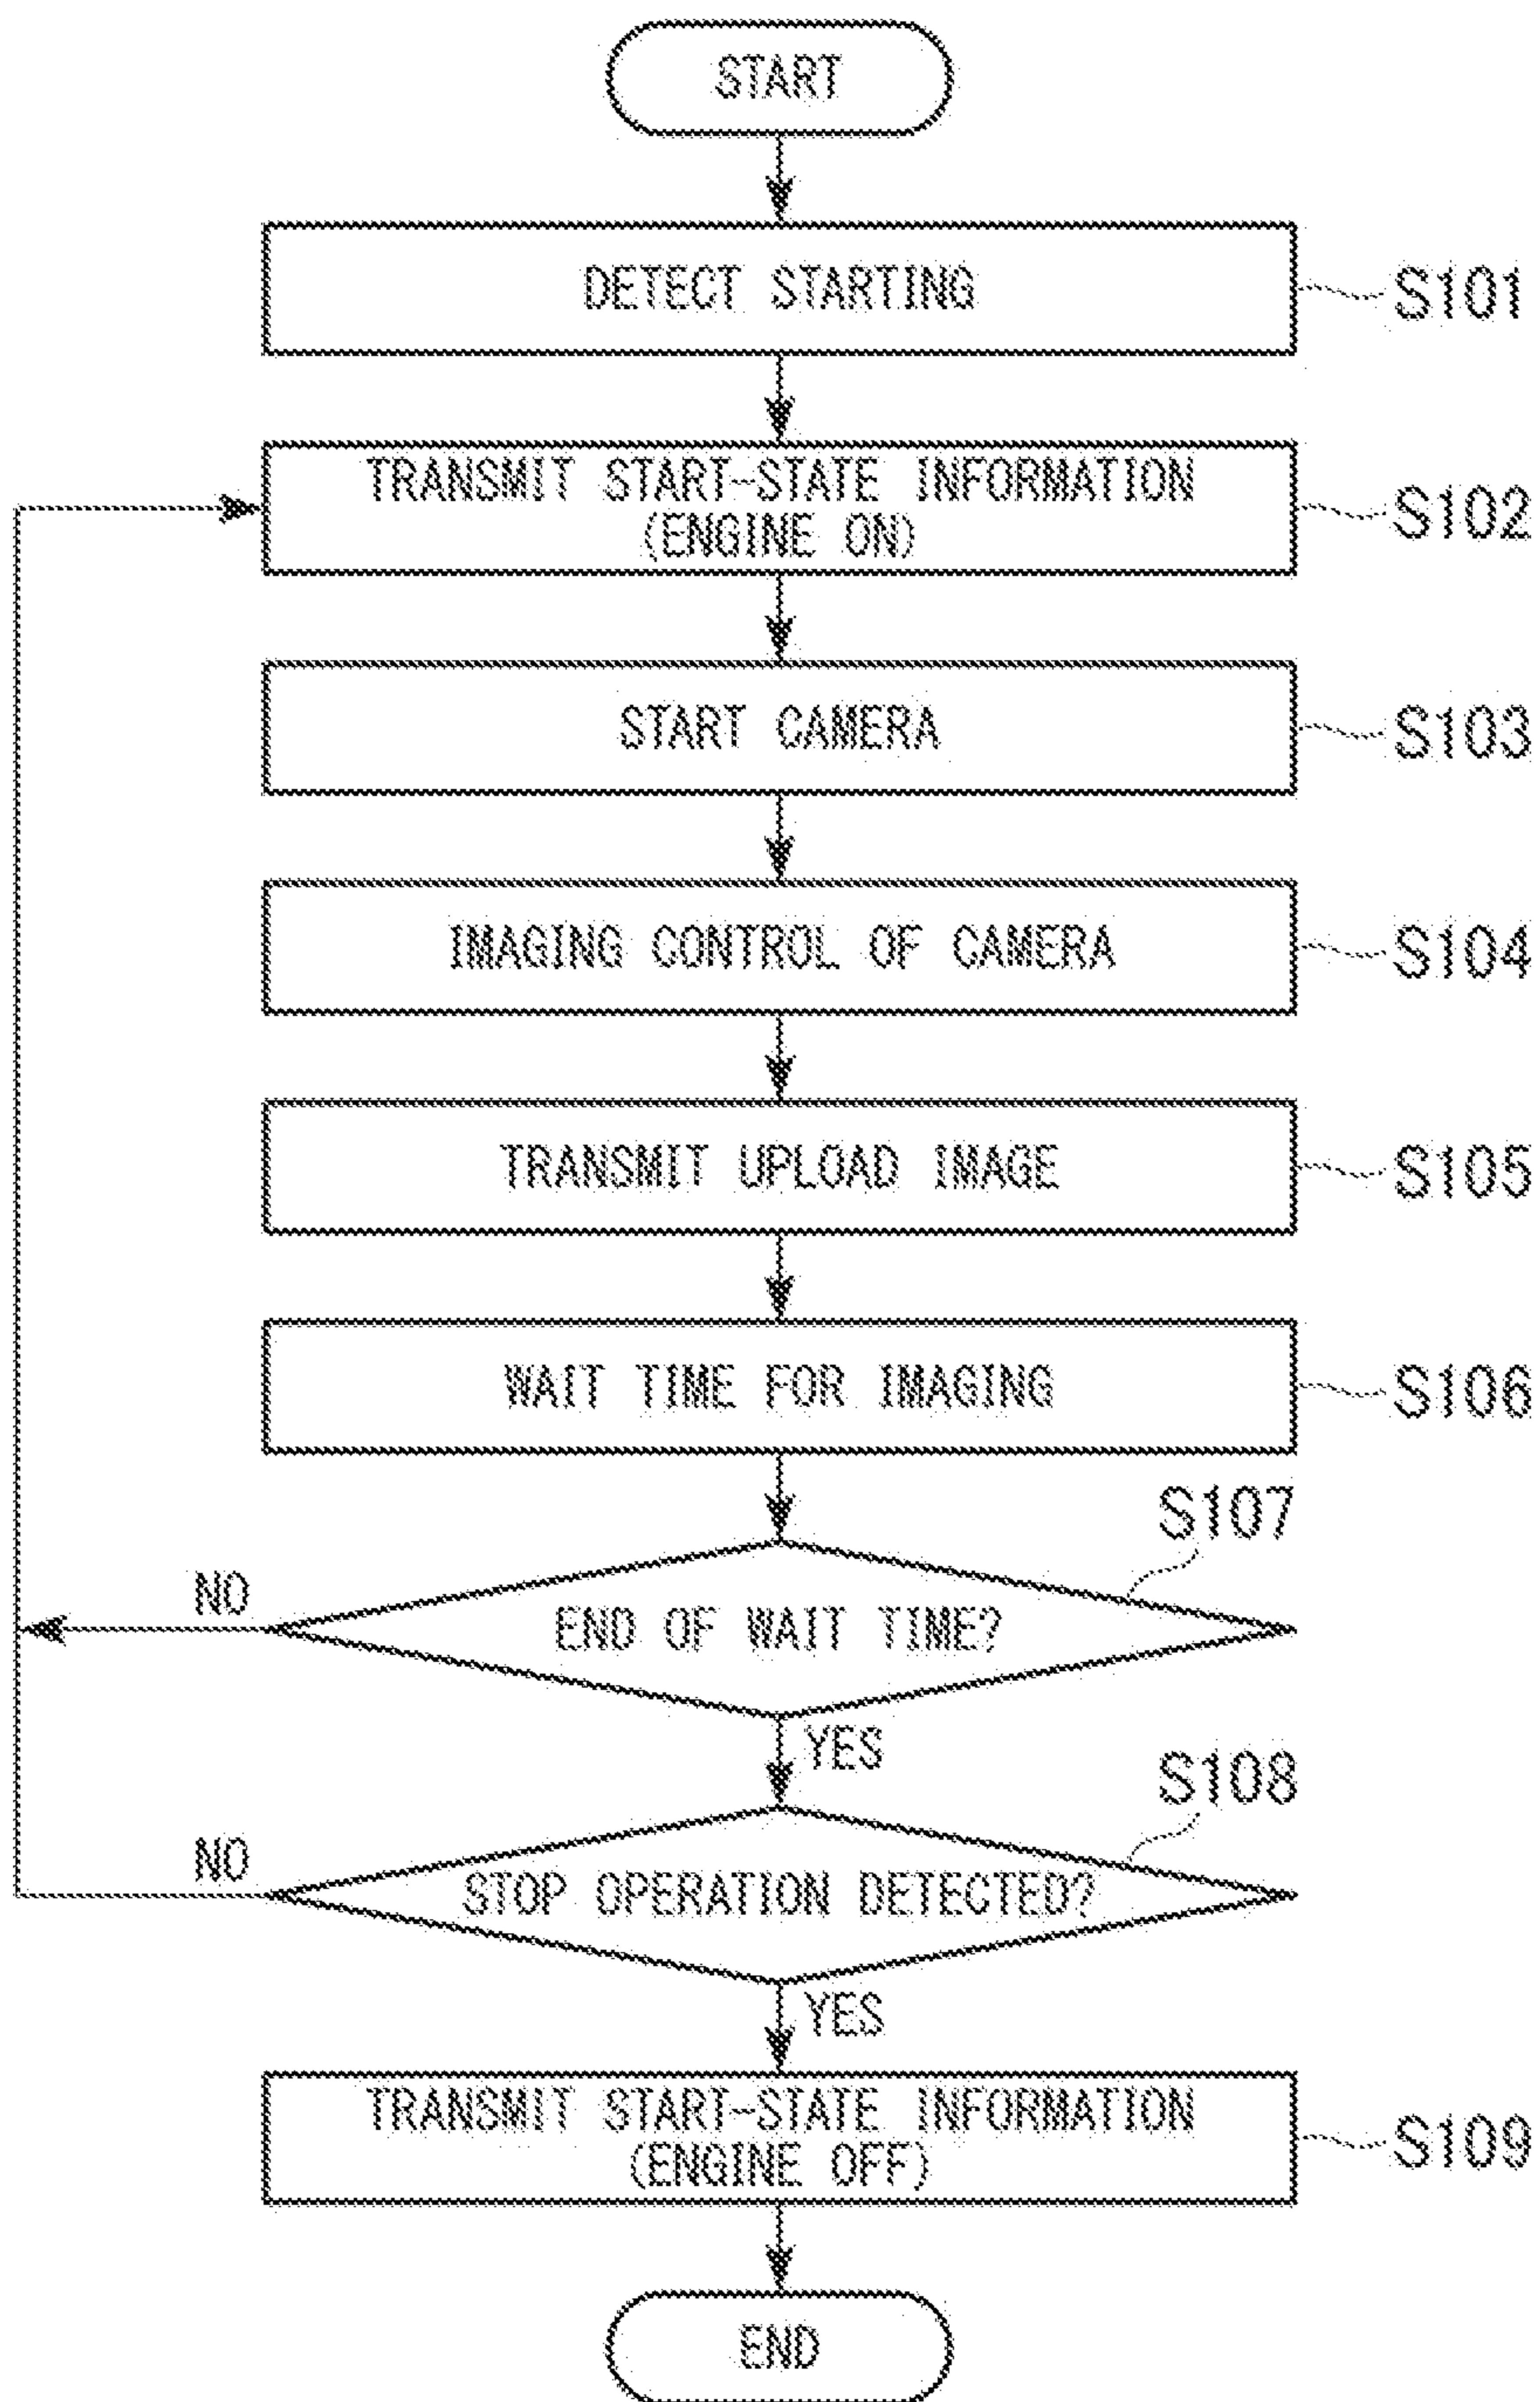 START
DETECT STARTING
S101
TRANSMIT START-STATE INFORMATION
(ENGINE ON)
S102
START CAMERA
S103
IMAGING CONTROL OF CAMERA
S104
TRANSMIT UPLOAD IMAGE
S105
WAIT TIME FOR IMAGING
S106
S107
NO
END OF WAIT TIME?
YES
S108
NO
STOP OPERATION DETECTED?
YES
TRANSMIT START-STATE INFORMATION
(ENGINE OFF)
S109
END